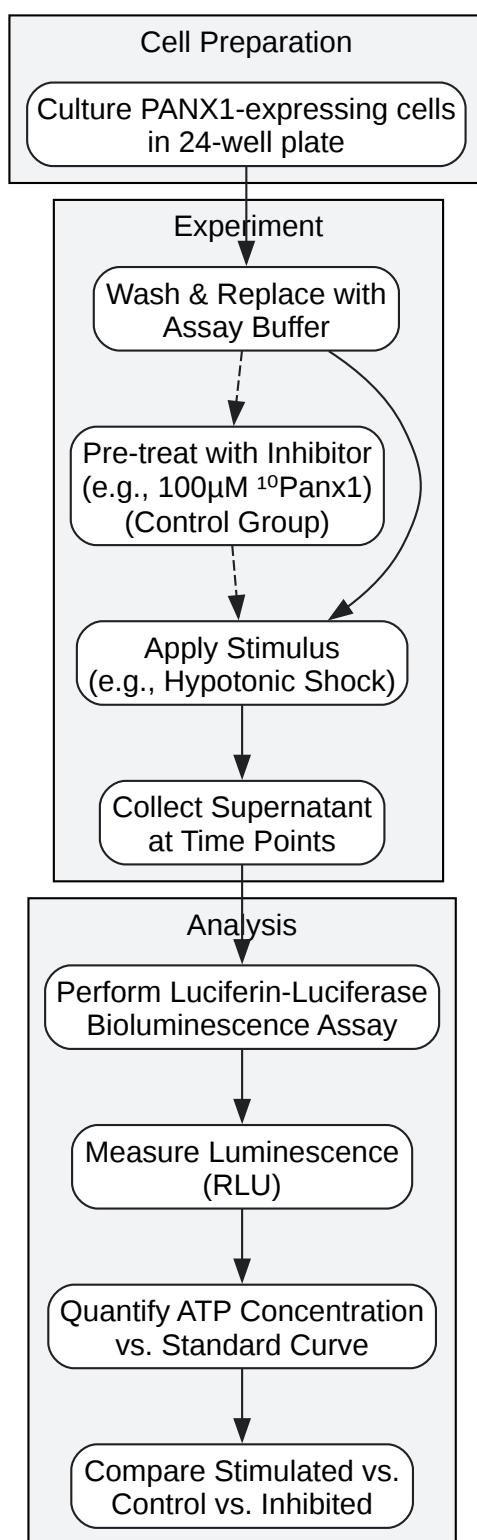 Cell Preparation
Culture PANX1-expressing cells
in 24-well plate
Experiment
Wash & Replace with
Assay Buffer
Pre-treat with Inhibitor
(e.g., 100µM ¹⁰Panx1)
(Control Group)
Apply Stimulus
(e.g., Hypotonic Shock)
Collect Supernatant
at Time Points
Analysis
Perform Luciferin-Luciferase
Bioluminescence Assay
Measure Luminescence
(RLU)
Quantify ATP Concentration
vs. Standard Curve
Compare Stimulated vs.
Control vs. Inhibited